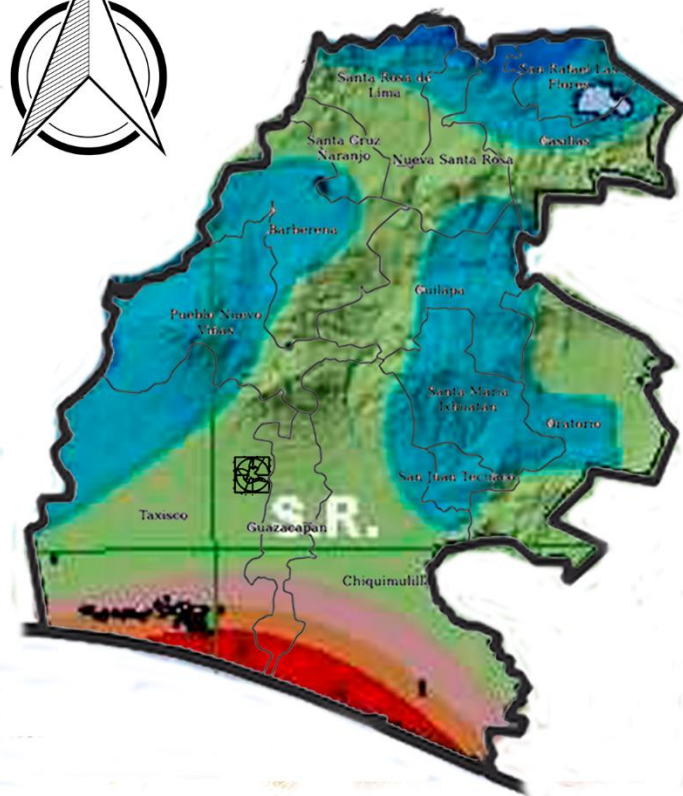 San Rafael Las
Flores
Santa Rosa de
Lima
Casillas
Santa Cruz
Naranjo
Nueva Santa Rosa
Barberena
Cuilapa
Pueblo Nuevo
Viñas
Santa María
Ixhuatán
Oratorio
San Juan Tecuaco
S.R.
Taxisco
Guazacapán
Chiquimulill